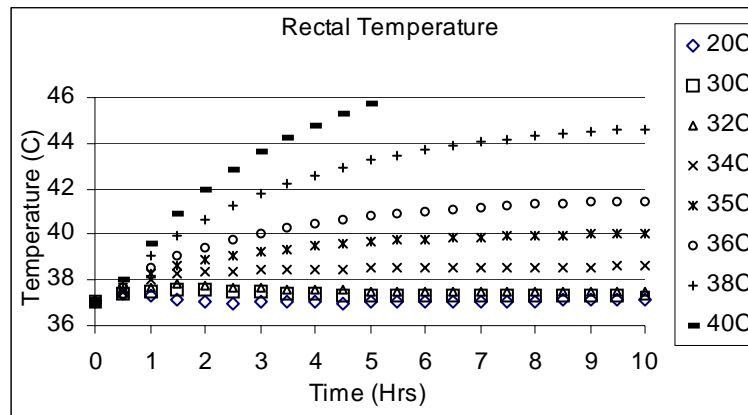 Rectal Temperature
46
44
42
40
38
36
Temperature (C)
0 1 2 3 4 5 6 7 8 9 10
Time (Hrs)
20C
30C
32C
34C
35C
36C
38C
40C